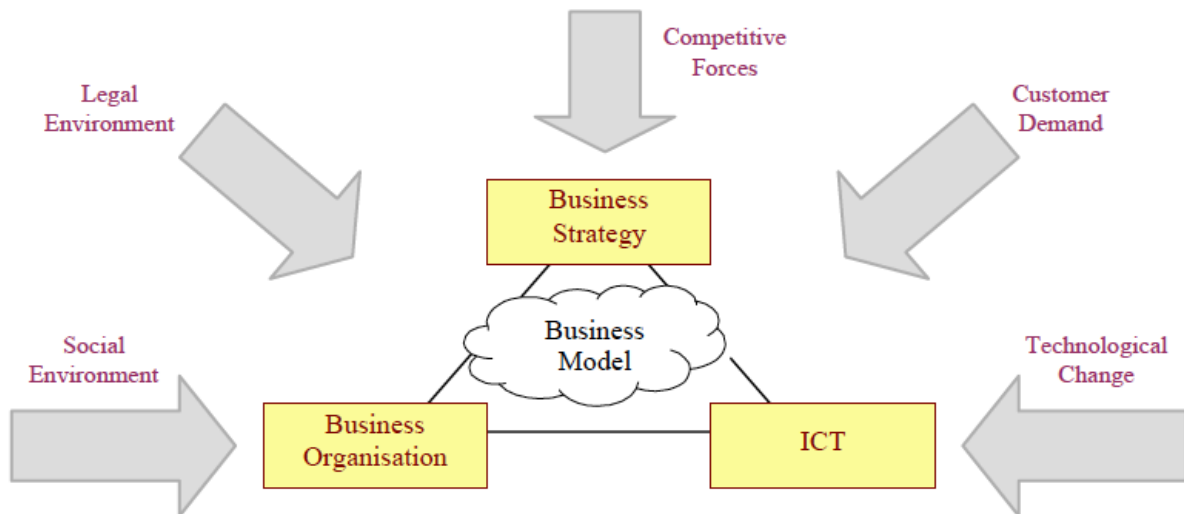 Competitive
Forces
Legal
Environment
Customer
Demand
Business
Strategy
Business
Model
Social
Environment
Technological
Change
Business
Organisation
ICT